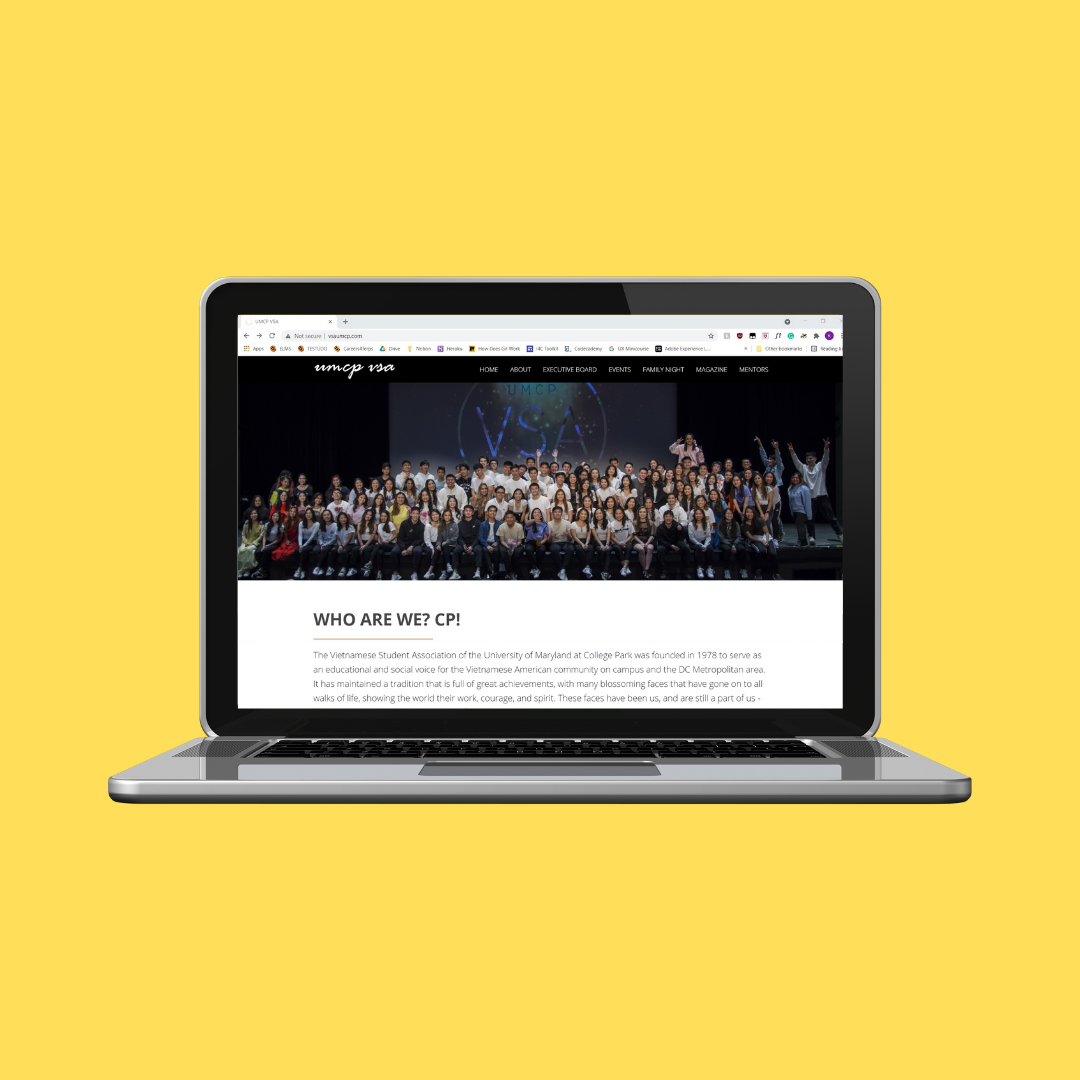 UMCP VSA
Not secure | vsaumcp.com
Apps ELMS TESTUDO Careers4Terps Drive Notion Heroku How Does Git Work I4C Toolkit Codecademy UX Minicourse Adobe Experience L... » Other bookmarks Reading
umcp vsa HOME ABOUT EXECUTIVE BOARD EVENTS FAMILY NIGHT MAGAZINE MENTORS
UMCP
VSA
WHO ARE WE? CP!
The Vietnamese Student Association of the University of Maryland at College Park was founded in 1978 to serve as
an educational and social voice for the Vietnamese American community on campus and the DC Metropolitan area.
It has maintained a tradition that is full of great achievements, with many blossoming faces that have gone on to all
walks of life, showing the world their work, courage, and spirit. These faces have been us, and are still a part of us -